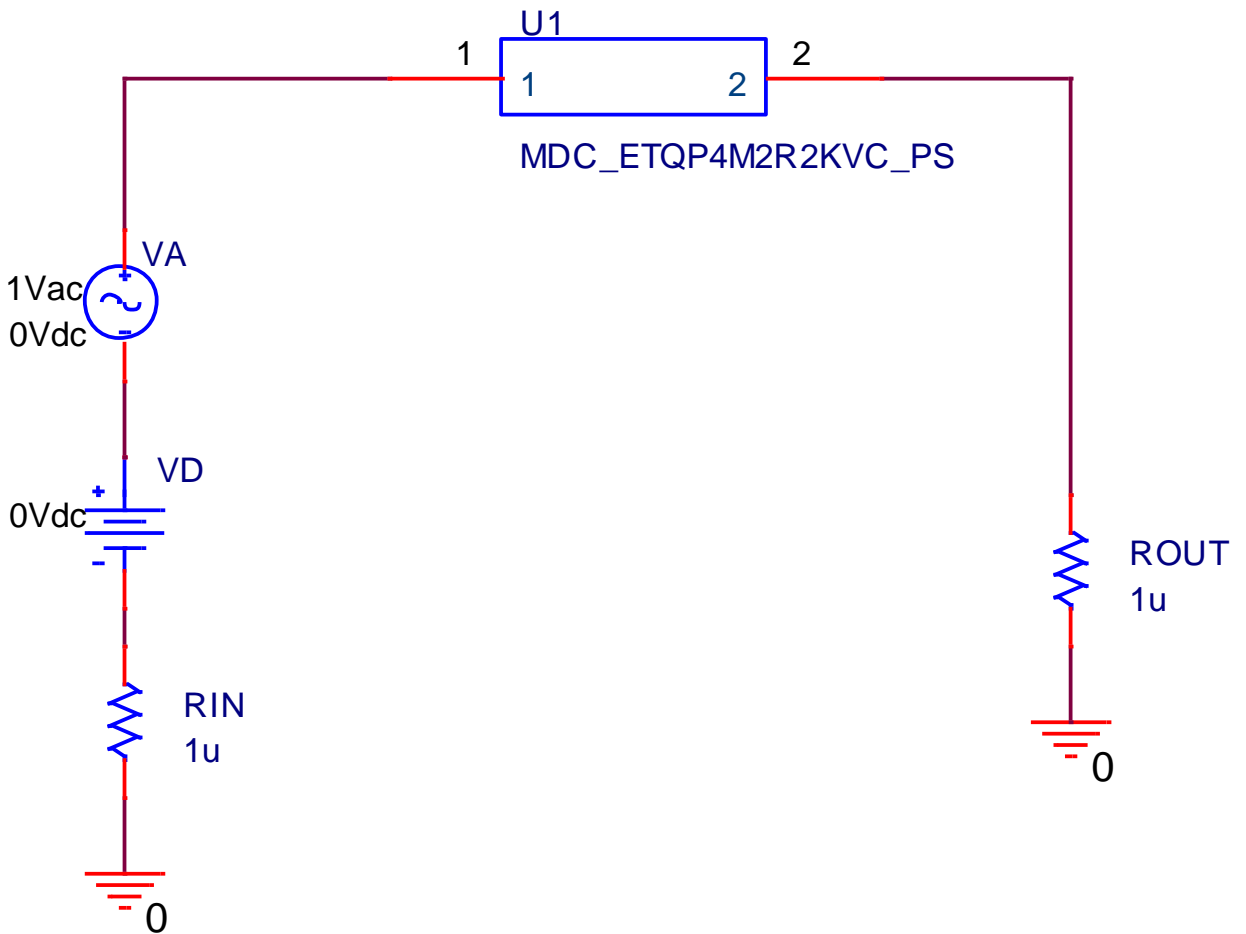 U1
1
1
2
2
MDC_ETQP4M2R2KVC_PS
VA
1Vac
0Vdc
VD
0Vdc
ROUT
1u
RIN
1u
0
0